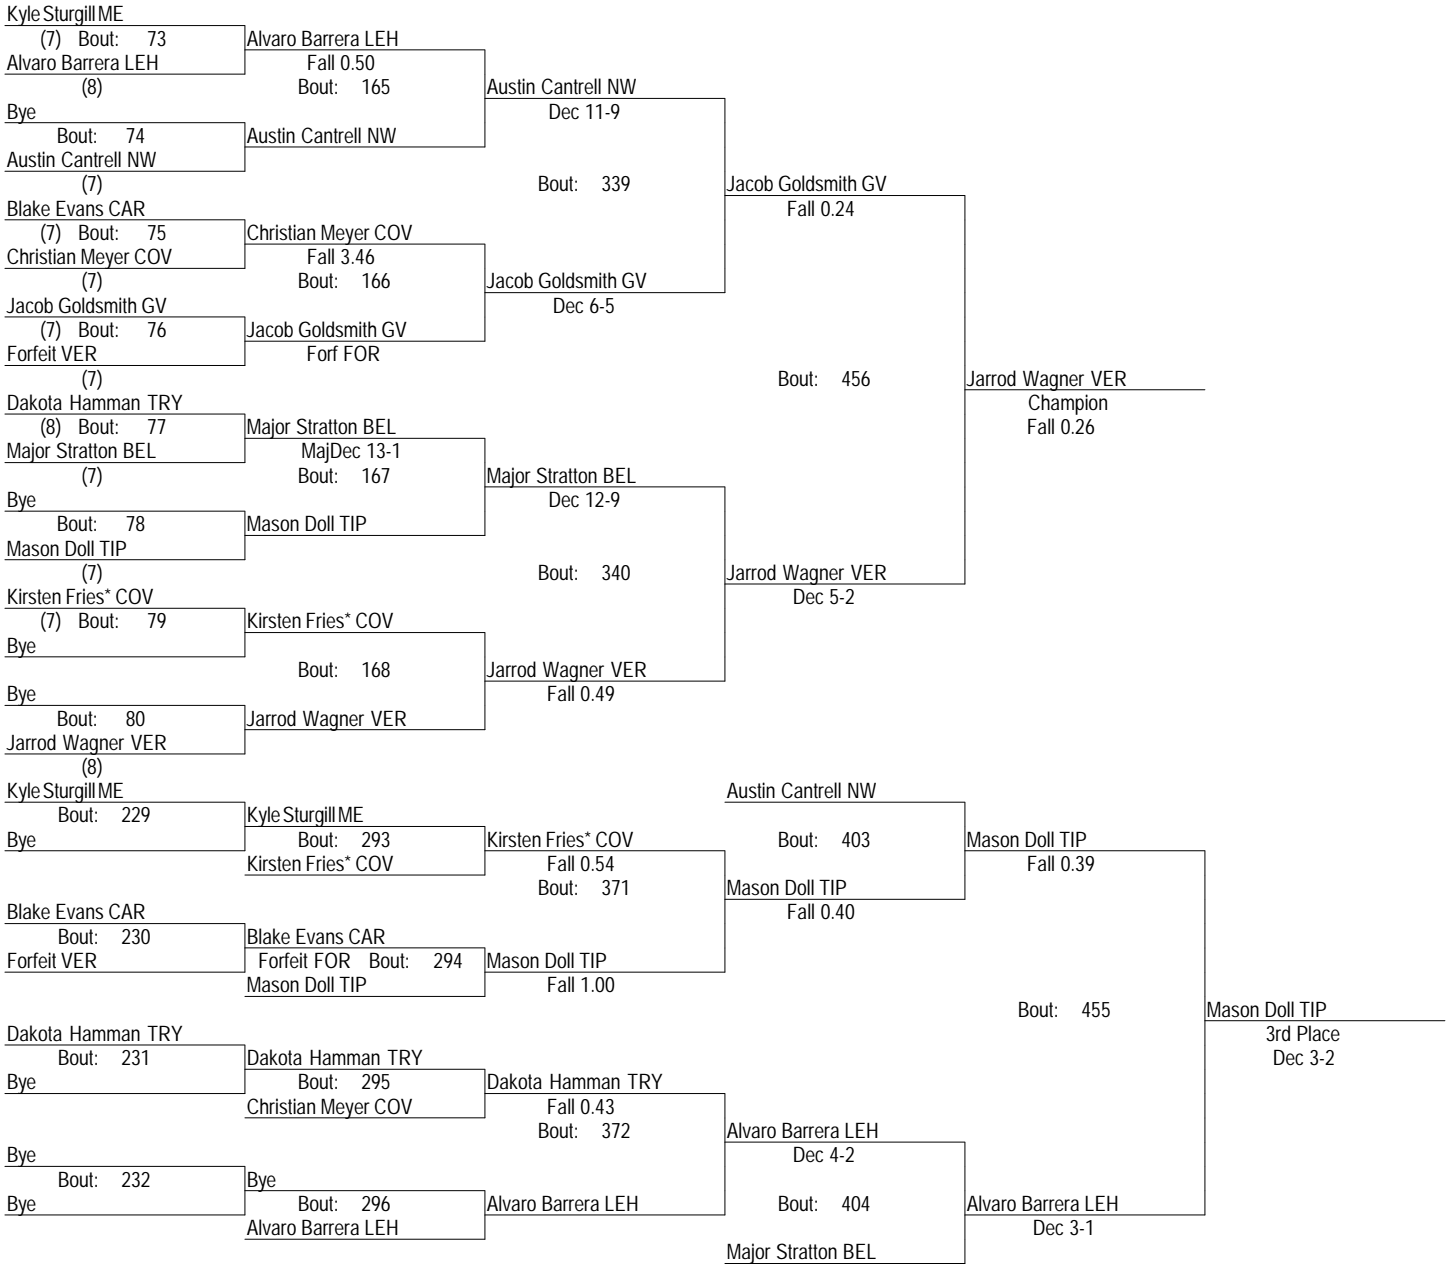 Kyle Sturgill ME
(7) Bout: 73 Alvaro Barrera LEH
Alvaro Barrera LEH Fall 0.50
(8) Bout: 165 Austin Cantrell NW
Bye Dec 11-9
Bout: 74 Austin Cantrell NW
Austin Cantrell NW
(7) Bout: 339 Jacob Goldsmith GV
Blake Evans CAR Fall 0.24
(7) Bout: 75 Christian Meyer COV
Christian Meyer COV Fall 3.46
(7) Bout: 166 Jacob Goldsmith GV
Jacob Goldsmith GV Dec 6-5
(7) Bout: 76 Jacob Goldsmith GV
Forfeit VER Forf FOR
(7) Bout: 456 Jarrod Wagner VER
Dakota Hamman TRY Champion
(8) Bout: 77 Major Stratton BEL Fall 0.26
Major Stratton BEL MajDec 13-1
(7) Bout: 167 Major Stratton BEL
Bye Dec 12-9
Bout: 78 Mason Doll TIP
Mason Doll TIP
(7) Bout: 340 Jarrod Wagner VER
Kirsten Fries* COV Dec 5-2
(7) Bout: 79 Kirsten Fries* COV
Bye
Bout: 168 Jarrod Wagner VER
Bye Fall 0.49
Bout: 80 Jarrod Wagner VER
Jarrod Wagner VER
(8)
Kyle Sturgill ME Austin Cantrell NW
Bout: 229 Kyle Sturgill ME
Bye Bout: 293 Kirsten Fries* COV Bout: 403 Mason Doll TIP
Kirsten Fries* COV Fall 0.54 Fall 0.39
Bout: 371 Mason Doll TIP
Blake Evans CAR Fall 0.40
Bout: 230 Blake Evans CAR
Forfeit VER Forfeit FOR Bout: 294 Mason Doll TIP
Mason Doll TIP Fall 1.00
Bout: 455 Mason Doll TIP
Dakota Hamman TRY 3rd Place
Bout: 231 Dakota Hamman TRY Dec 3-2
Bye Bout: 295 Dakota Hamman TRY
Christian Meyer COV Fall 0.43
Bout: 372 Alvaro Barrera LEH
Bye Dec 4-2
Bout: 232 Bye
Bye Bout: 296 Alvaro Barrera LEH Bout: 404 Alvaro Barrera LEH
Alvaro Barrera LEH Dec 3-1
Major Stratton BEL